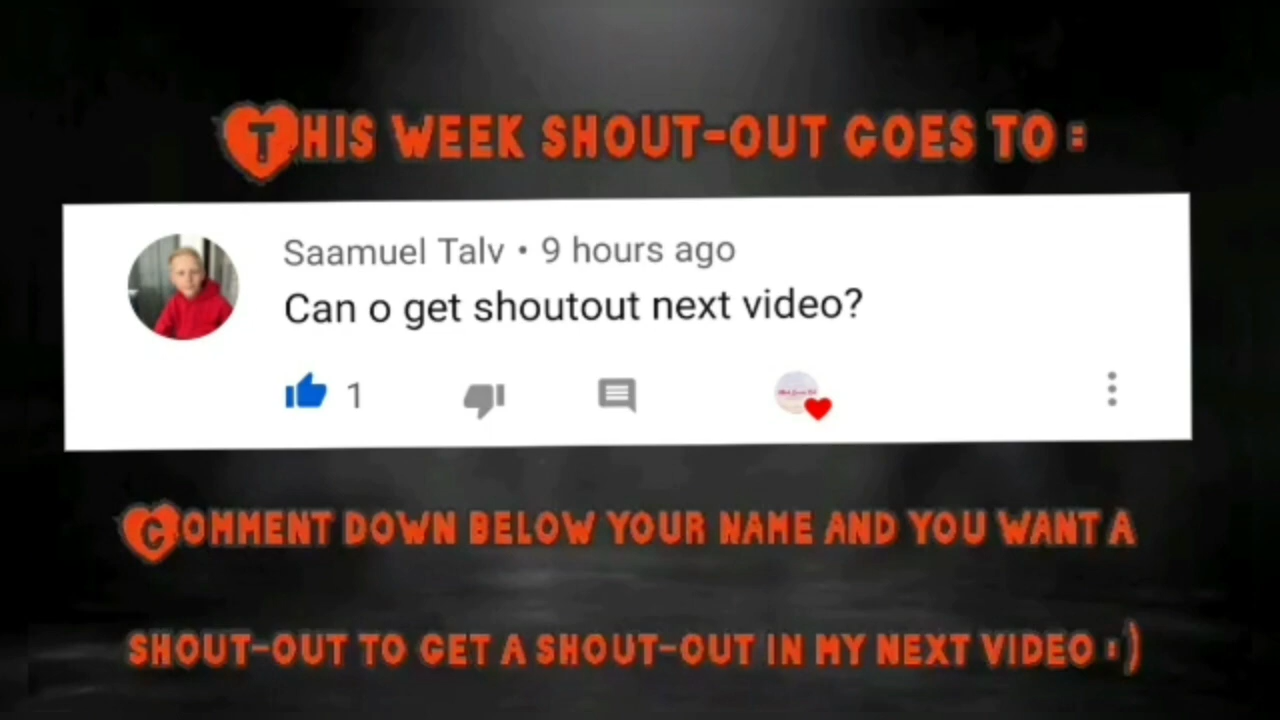 This week shout-out goes to :
Saamuel Talv • 9 hours ago
Can o get shoutout next video?
1
Comment down below your name and you want a
shout-out to get a shout-out in my next video :)